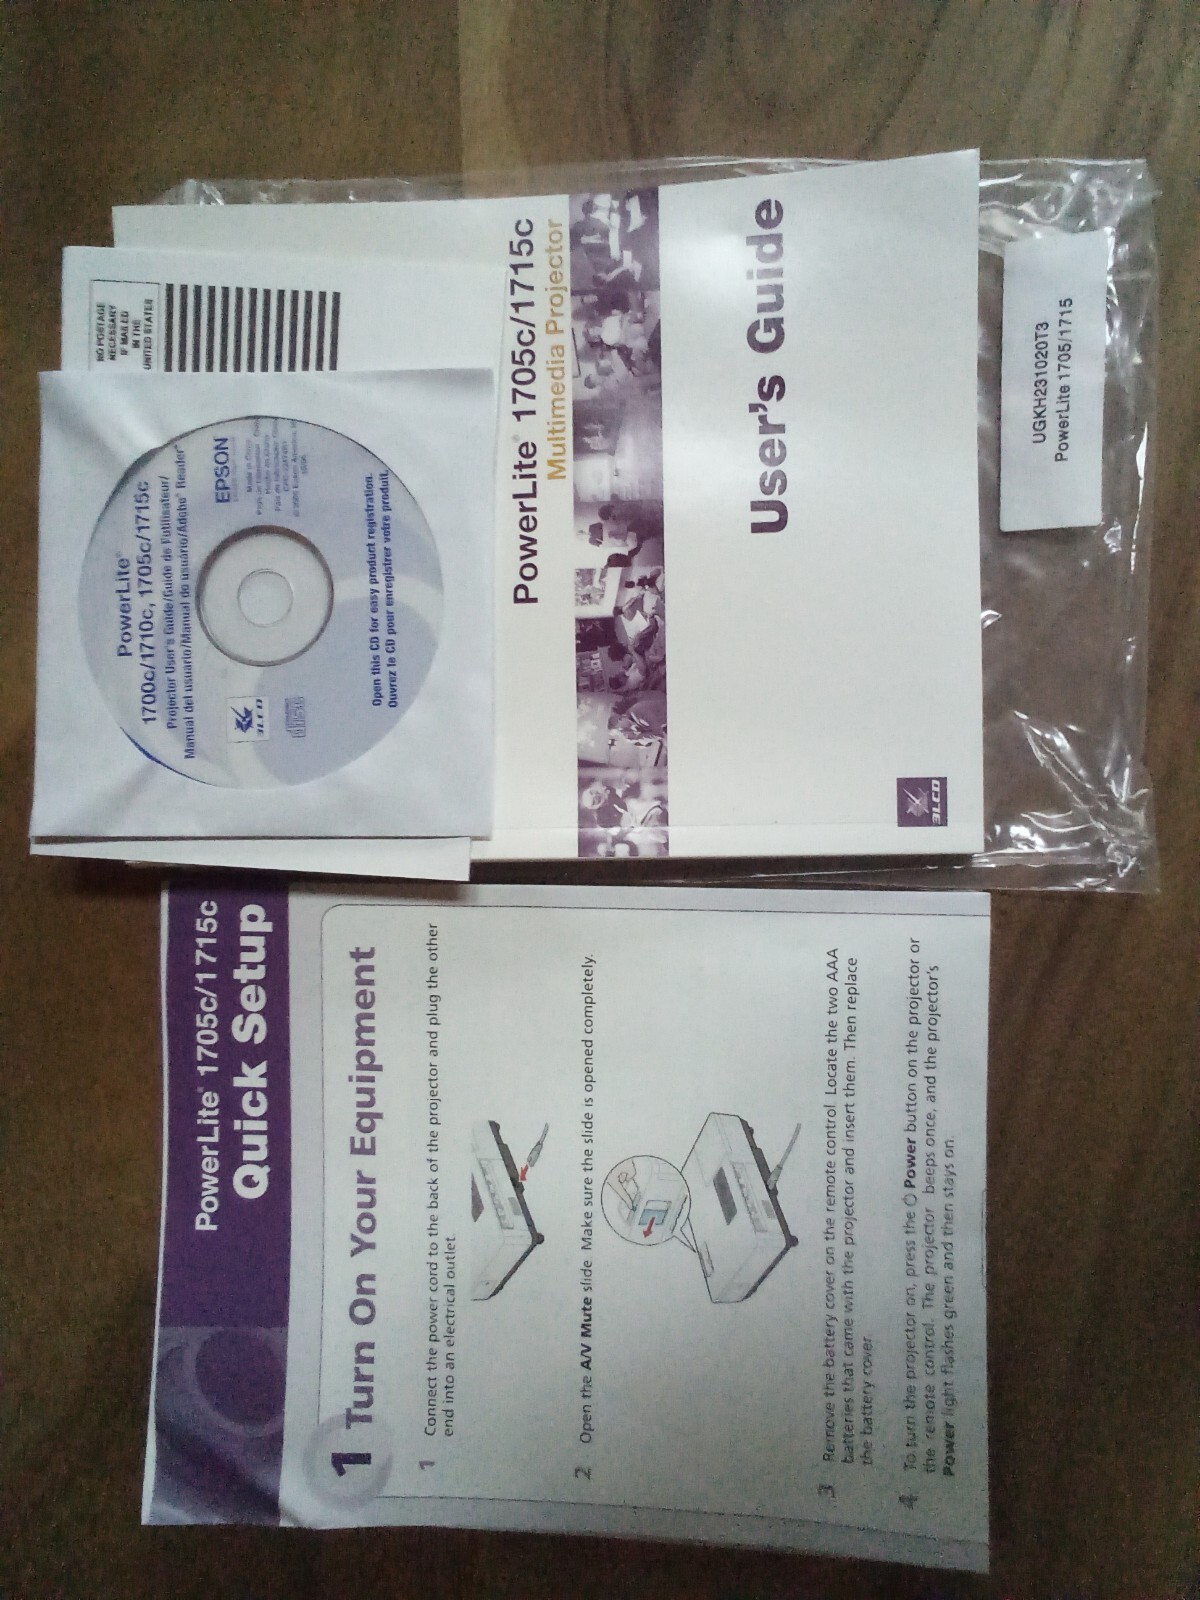 PowerLite® 1705c/1715c
Quick Setup
1 Turn On Your Equipment
1 Connect the power cord to the back of the projector and plug the other
end into an electrical outlet.
2 Open the A/V Mute slide. Make sure the slide is opened completely.
3 Remove the battery cover on the remote control. Locate the two AAA
batteries that came with the projector and insert them. Then replace
the battery cover.
4 To turn the projector on, press the Power button on the projector or
the remote control. The projector beeps once, and the projector's
Power light flashes green and then stays on.
NO POSTAGE
NECESSARY
IF MAILED
IN THE
UNITED STATES
PowerLite®
1700c/1710c, 1705c/1715c
Projector User's Guide/Guide de l'utilisateur/
Manual del usuario/Manual do usuário/Adobe® Reader®
EPSON
3LCD
Open this CD for easy product registration.
Ouvrez le CD pour enregistrer votre produit.
PowerLite® 1705c/1715c
Multimedia Projector
User's Guide
3LCD
UGKH231020T3
PowerLite 1705/1715